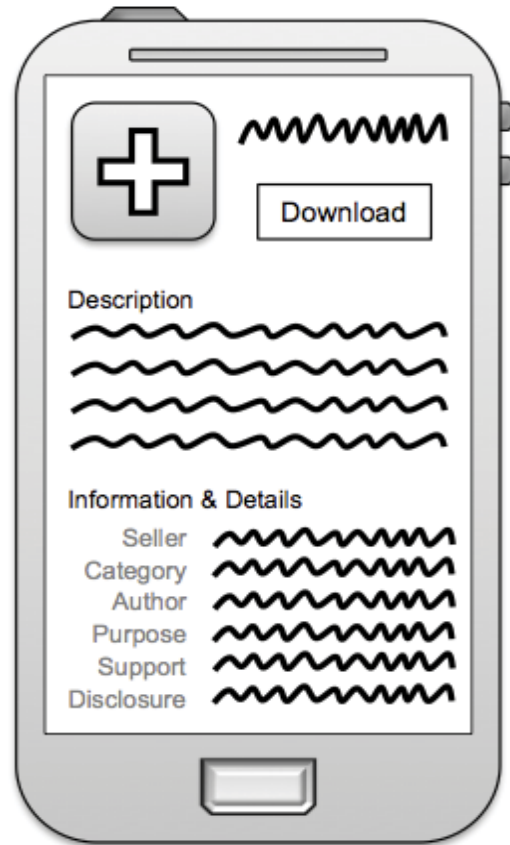 Download
Description
Information & Details
Seller
Category
Author
Purpose
Support
Disclosure